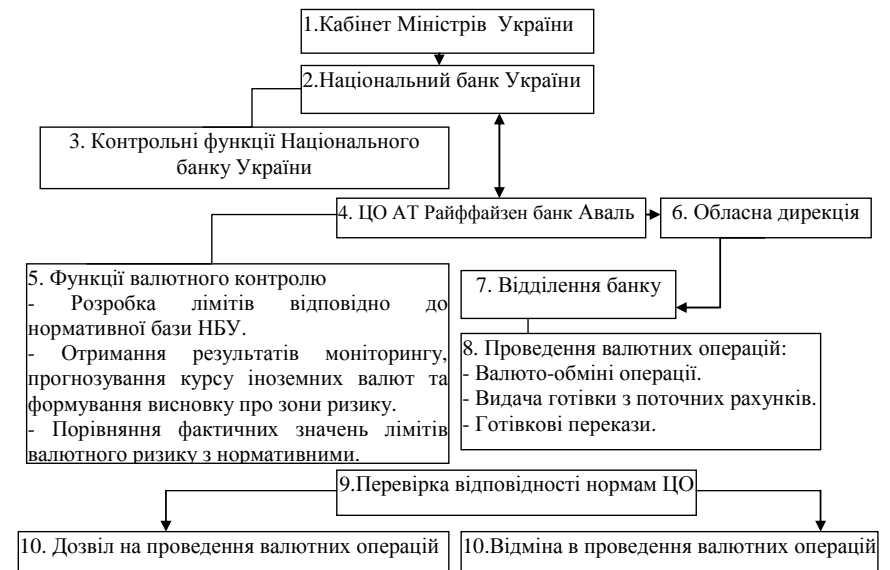 1.Кабінет Міністрів України
2.Національний банк України
3. Контрольні функції Національного
банку України
4. ЦО АТ Райффайзен банк Аваль
6. Обласна дирекція
5. Функції валютного контролю
- Розробка лімітів відповідно до
нормативної бази НБУ.
- Отримання результатів моніторингу,
прогнозування курсу іноземних валют та
формування висновку про зони ризику.
- Порівняння фактичних значень лімітів
валютного ризику з нормативними.
7. Відділення банку
8. Проведення валютних операцій:
- Валюто-обміні операції.
- Видача готівки з поточних рахунків.
- Готівкові перекази.
9.Перевірка відповідності нормам ЦО
10. Дозвіл на проведення валютних операцій
10.Відміна в проведення валютних операцій